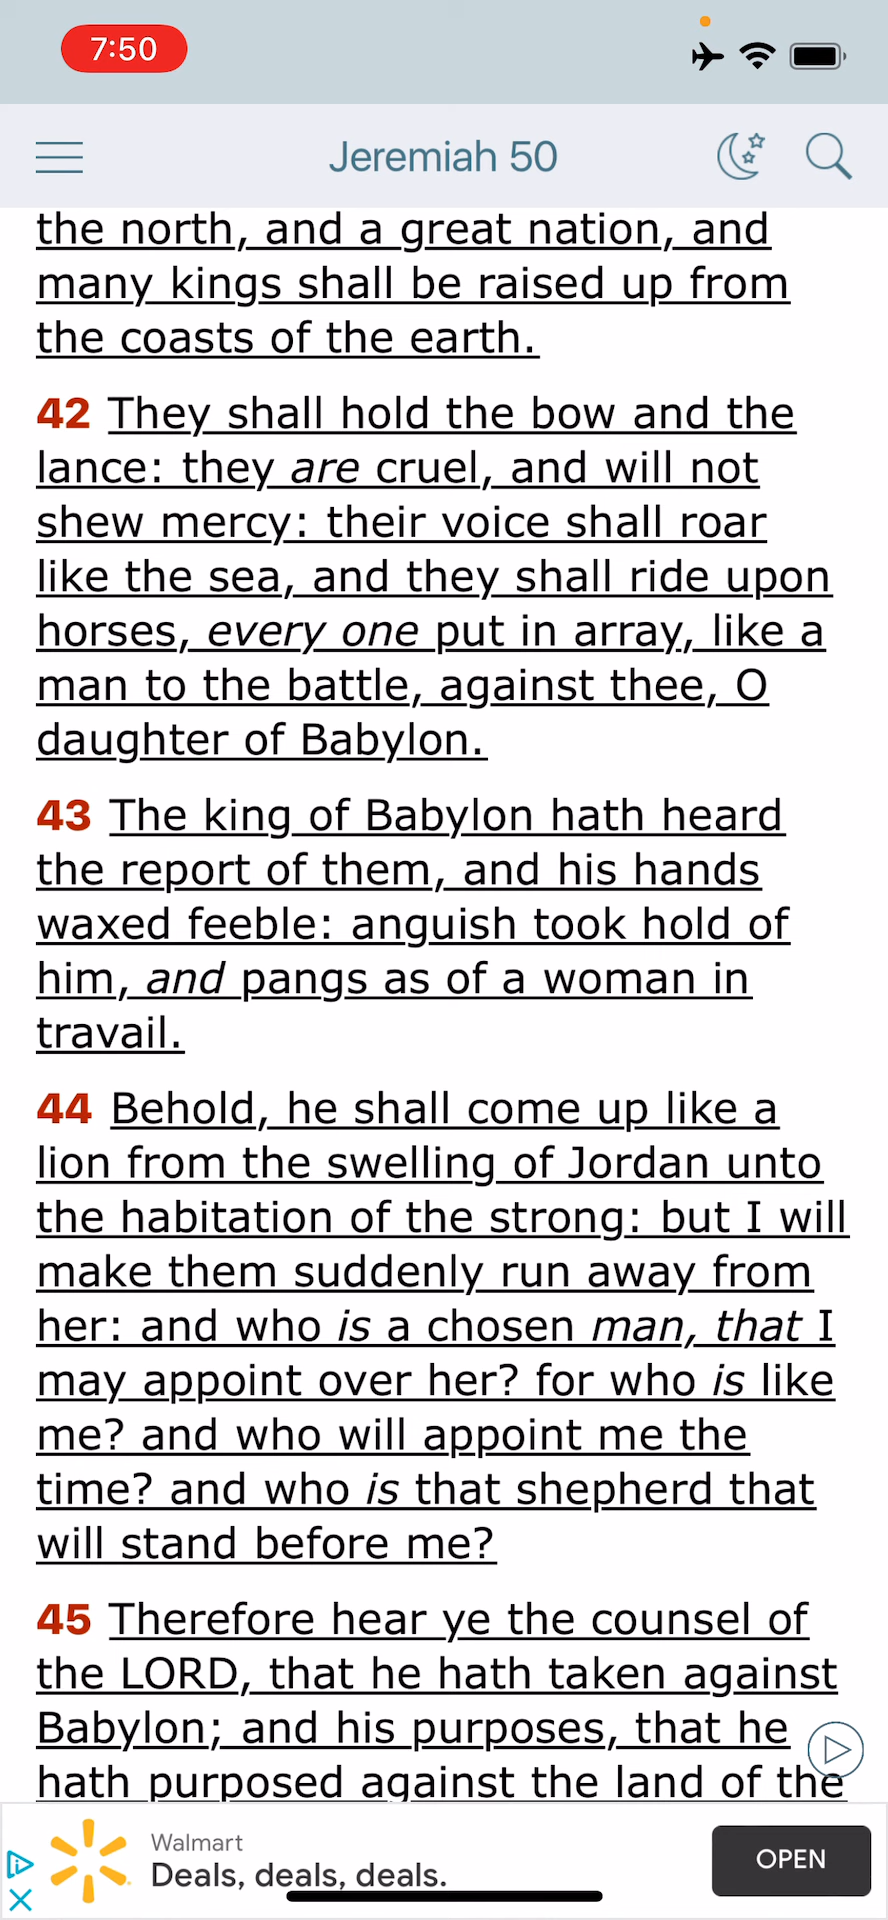 7:50
Jeremiah 50
the north, and a great nation, and
many kings shall be raised up from
the coasts of the earth.
42 They shall hold the bow and the
lance: they are cruel, and will not
shew mercy: their voice shall roar
like the sea, and they shall ride upon
horses, every one put in array, like a
man to the battle, against thee, O
daughter of Babylon.
43 The king of Babylon hath heard
the report of them, and his hands
waxed feeble: anguish took hold of
him, and pangs as of a woman in
travail.
44 Behold, he shall come up like a
lion from the swelling of Jordan unto
the habitation of the strong: but I will
make them suddenly run away from
her: and who is a chosen man, that I
may appoint over her? for who is like
me? and who will appoint me the
time? and who is that shepherd that
will stand before me?
45 Therefore hear ye the counsel of
the LORD, that he hath taken against
Babylon; and his purposes, that he
hath purposed against the land of the
Walmart
Deals, deals, deals.
OPEN